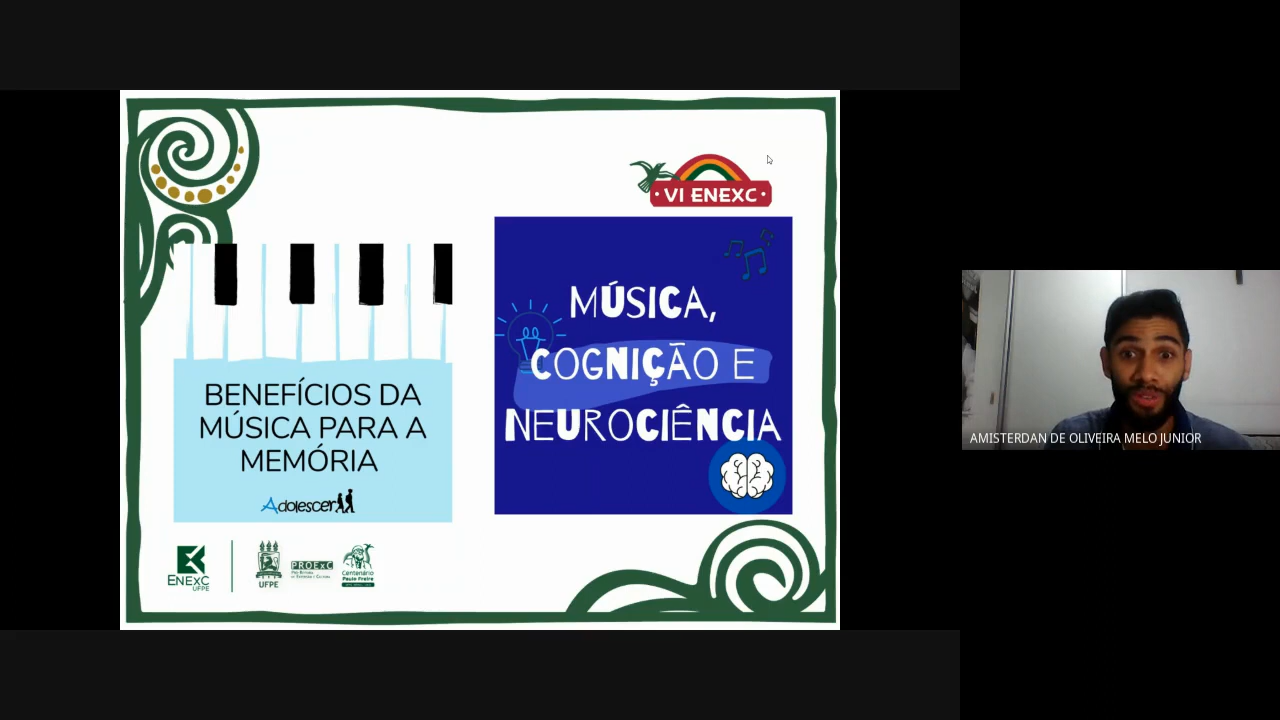 VI ENEXC
BENEFÍCIOS DA
MÚSICA PARA A
MEMÓRIA
Adolescer
MÚSICA,
COGNIÇÃO E
NEUROCIÊNCIA
ENEXC
UFPE
UFPE
PROEXC
Centenário
Paulo Freire
AMISTERDAN DE OLIVEIRA MELO JUNIOR